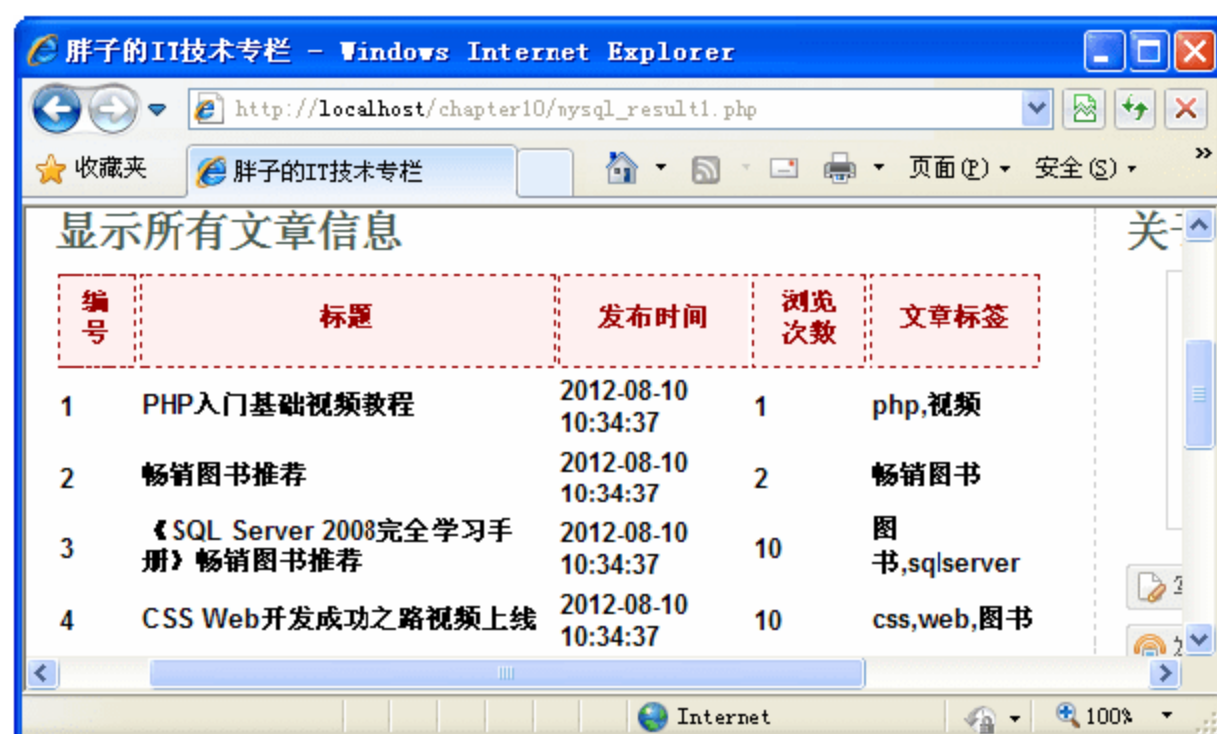 胖子的IT技术专栏 - Windows Internet Explorer
http://localhost/chapter10/mysql_result1.php
收藏夹 胖子的IT技术专栏 页面(P) 安全(S) »
显示所有文章信息
编号 标题 发布时间 浏览次数 文章标签
1 PHP入门基础视频教程 2012-08-10 10:34:37 1 php,视频
2 畅销图书推荐 2012-08-10 10:34:37 2 畅销图书
3 《SQL Server 2008完全学习手册》畅销图书推荐 2012-08-10 10:34:37 10 图书,sqlserver
4 CSS Web开发成功之路视频上线 2012-08-10 10:34:37 10 css,web,图书
Internet 100%